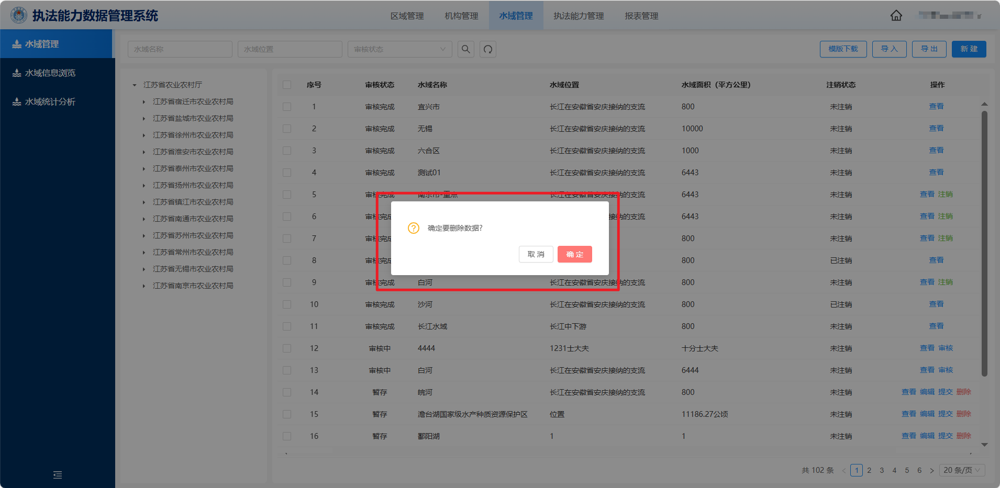 执法能力数据管理系统
区域管理 机构管理 水域管理 执法能力管理 报表管理
水域管理
水域信息浏览
水域统计分析
水域名称 水域位置 审核状态
模版下载 导 入 导 出 新 建
江苏省农业农村厅
江苏省宿迁市农业农村局
江苏省盐城市农业农村局
江苏省徐州市农业农村局
江苏省淮安市农业农村局
江苏省泰州市农业农村局
江苏省扬州市农业农村局
江苏省镇江市农业农村局
江苏省南通市农业农村局
江苏省苏州市农业农村局
江苏省常州市农业农村局
江苏省无锡市农业农村局
江苏省南京市农业农村局
序号 审核状态 水域名称 水域位置 水域面积（平方公里） 注销状态 操作
1 审核完成 宜兴市 长江在安徽省安庆接纳的支流 800 未注销 查看
2 审核完成 无锡 长江在安徽省安庆接纳的支流 10000 未注销 查看
3 审核完成 六合区 长江在安徽省安庆接纳的支流 1000 未注销 查看
4 审核完成 测试01 长江在安徽省安庆接纳的支流 6443 未注销 查看
5 审核完成 南京市-重点 长江在安徽省安庆接纳的支流 6443 未注销 查看 注销
6 审核完成 接纳的支流 6443 未注销 查看 注销
7 审核完成 800 未注销 查看 注销
8 审核完成 800 已注销 查看
9 审核完成 白河 长江在安徽省安庆接纳的支流 800 未注销 查看 注销
10 审核完成 沙河 长江在安徽省安庆接纳的支流 800 已注销 查看
11 审核完成 长江水域 长江中下游 800 未注销 查看
12 审核中 4444 1231士大夫 十分士大夫 未注销 查看 审核
13 审核中 白河 长江在安徽省安庆接纳的支流 6444 未注销 查看 审核
14 暂存 皖河 长江在安徽省安庆接纳的支流 800 未注销 查看 编辑 提交 删除
15 暂存 澹台湖国家级水产种质资源保护区 位置 11186.27公顷 未注销 查看 编辑 提交 删除
16 暂存 鄱阳湖 1 1 未注销 查看 编辑 提交 删除
确定要删除数据?
取 消 确 定
共 102 条 < 1 2 3 4 5 6 > 20 条/页